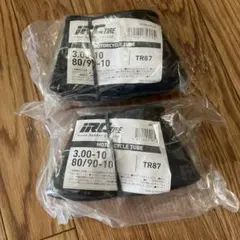 iRC TIRE
MOTORCYCLE TUBE
3.00-10
80/90-10
TR87
iRC TIRE
MOTORCYCLE TUBE
3.00-10
80/90-10
TR87